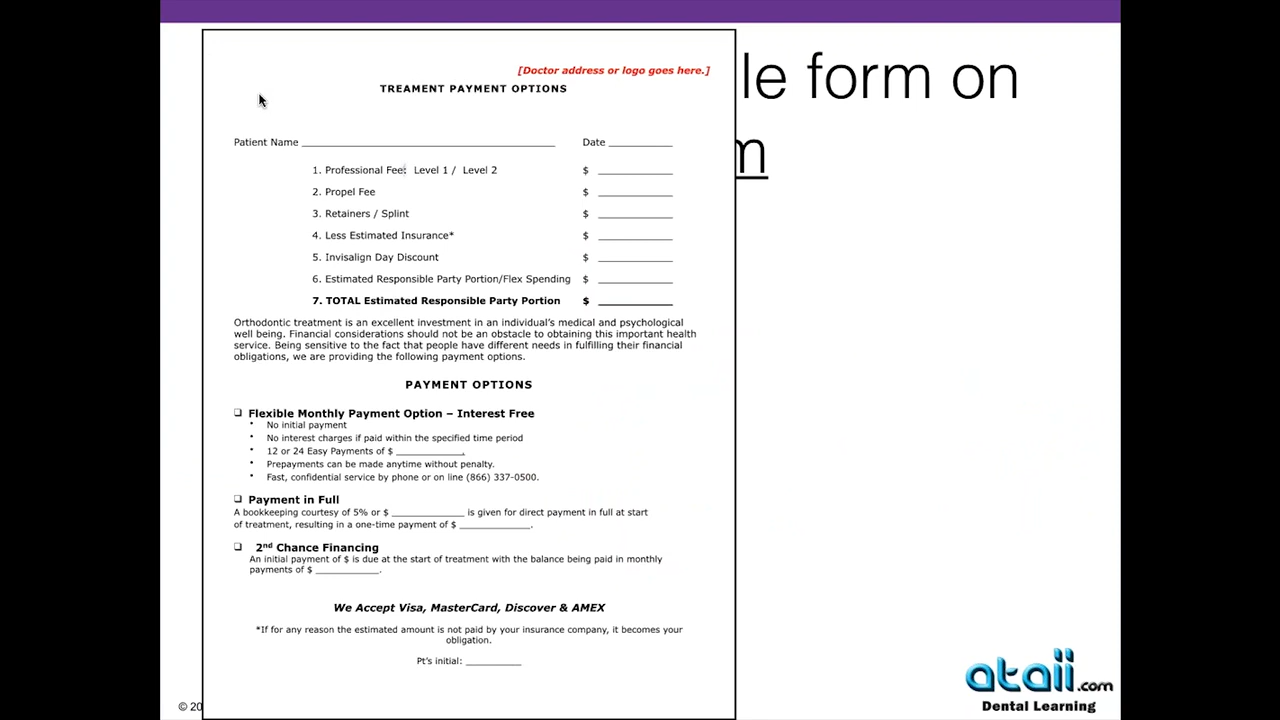 le form on
m
[Doctor address or logo goes here.]
TREAMENT PAYMENT OPTIONS
Patient Name Date
1. Professional Fee: Level 1 / Level 2 $
2. Propel Fee $
3. Retainers / Splint $
4. Less Estimated Insurance* $
5. Invisalign Day Discount $
6. Estimated Responsible Party Portion/Flex Spending $
7. TOTAL Estimated Responsible Party Portion $
Orthodontic treatment is an excellent investment in an individual's medical and psychological
well being. Financial considerations should not be an obstacle to obtaining this important health
service. Being sensitive to the fact that people have different needs in fulfilling their financial
obligations, we are providing the following payment options.
PAYMENT OPTIONS
❑ Flexible Monthly Payment Option – Interest Free
• No initial payment
• No interest charges if paid within the specified time period
• 12 or 24 Easy Payments of $ ____________.
• Prepayments can be made anytime without penalty.
• Fast, confidential service by phone or on line (866) 337-0500.
❑ Payment in Full
A bookkeeping courtesy of 5% or $ ____________ is given for direct payment in full at start
of treatment, resulting in a one-time payment of $ ____________.
❑ 2nd Chance Financing
An initial payment of $ is due at the start of treatment with the balance being paid in monthly
payments of $ ___________.
We Accept Visa, MasterCard, Discover & AMEX
*If for any reason the estimated amount is not paid by your insurance company, it becomes your
obligation.
Pt's initial: __________
© 20
ataii.com
Dental Learning